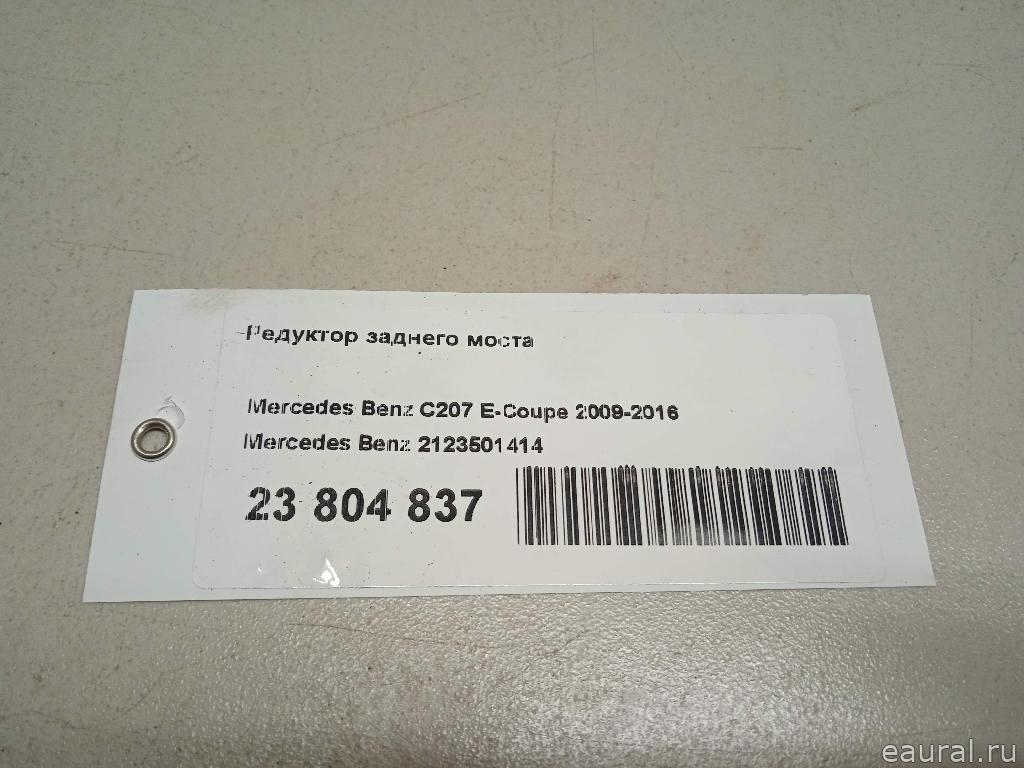 Редуктор заднего моста
Mercedes Benz C207 E-Coupe 2009-2016
Mercedes Benz 2123501414
23 804 837
eaural.ru